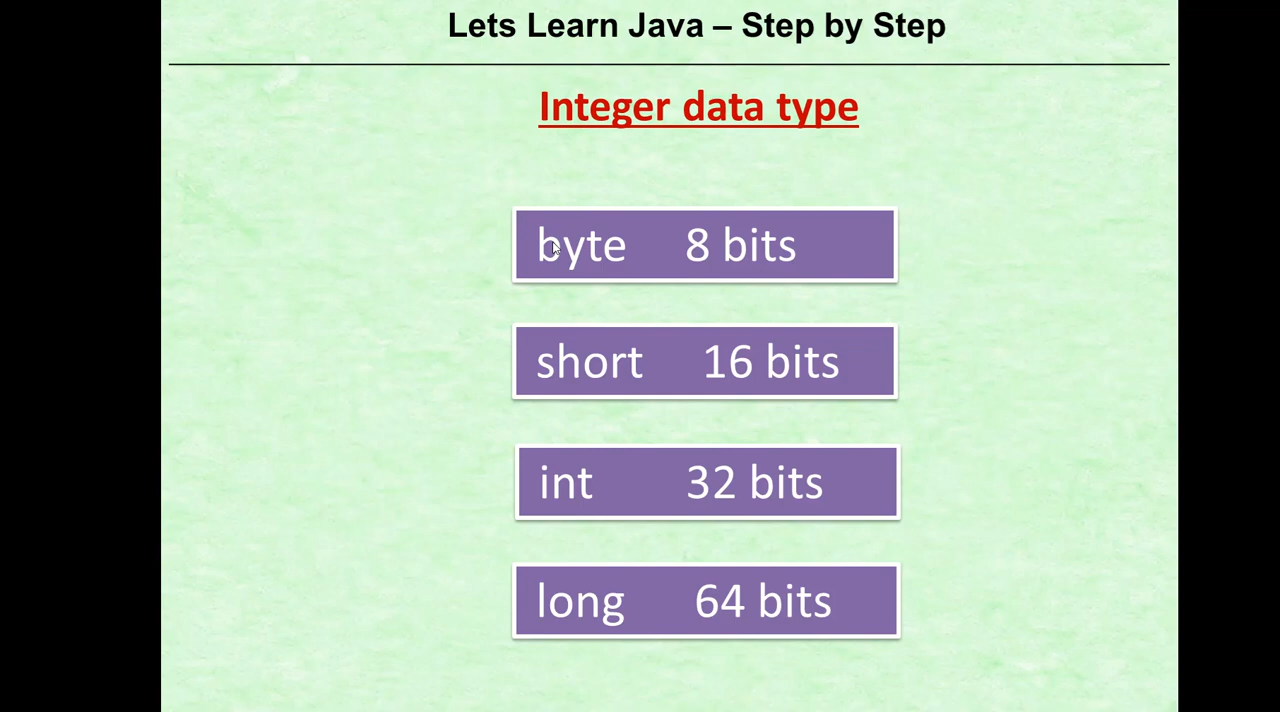 Lets Learn Java – Step by Step
Integer data type
byte 8 bits
short 16 bits
int 32 bits
long 64 bits